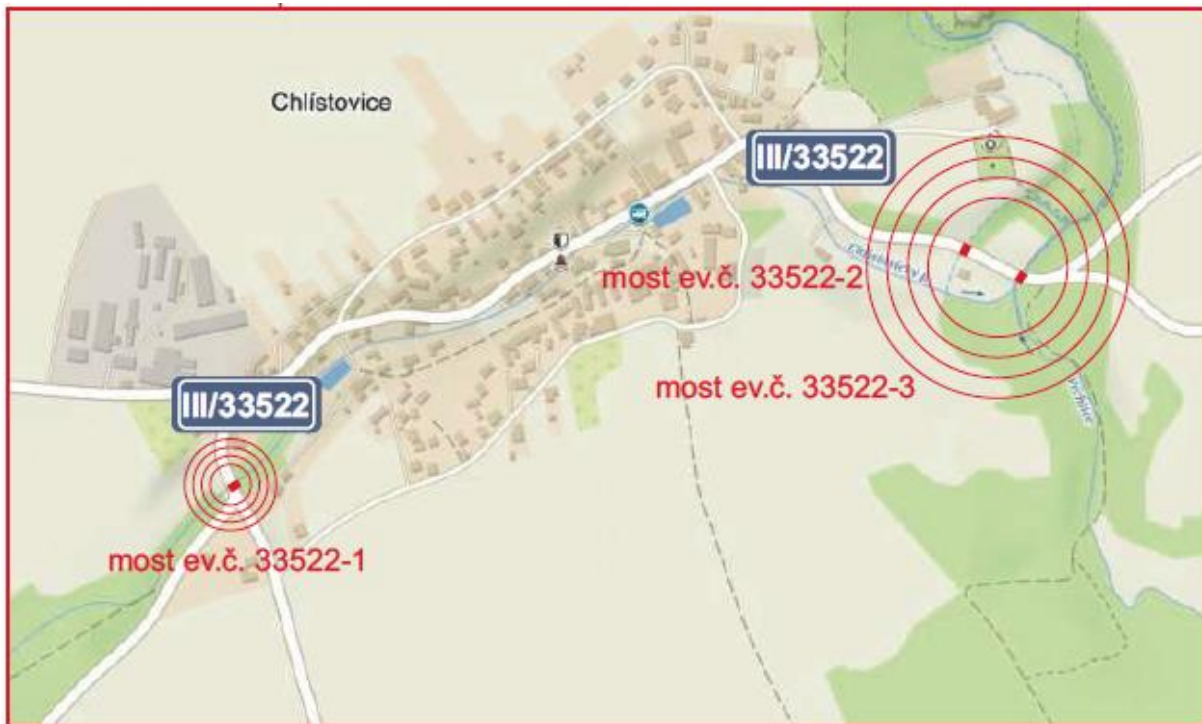 Chlístovice
III/33522
most ev.č. 33522-2
most ev.č. 33522-3
III/33522
most ev.č. 33522-1